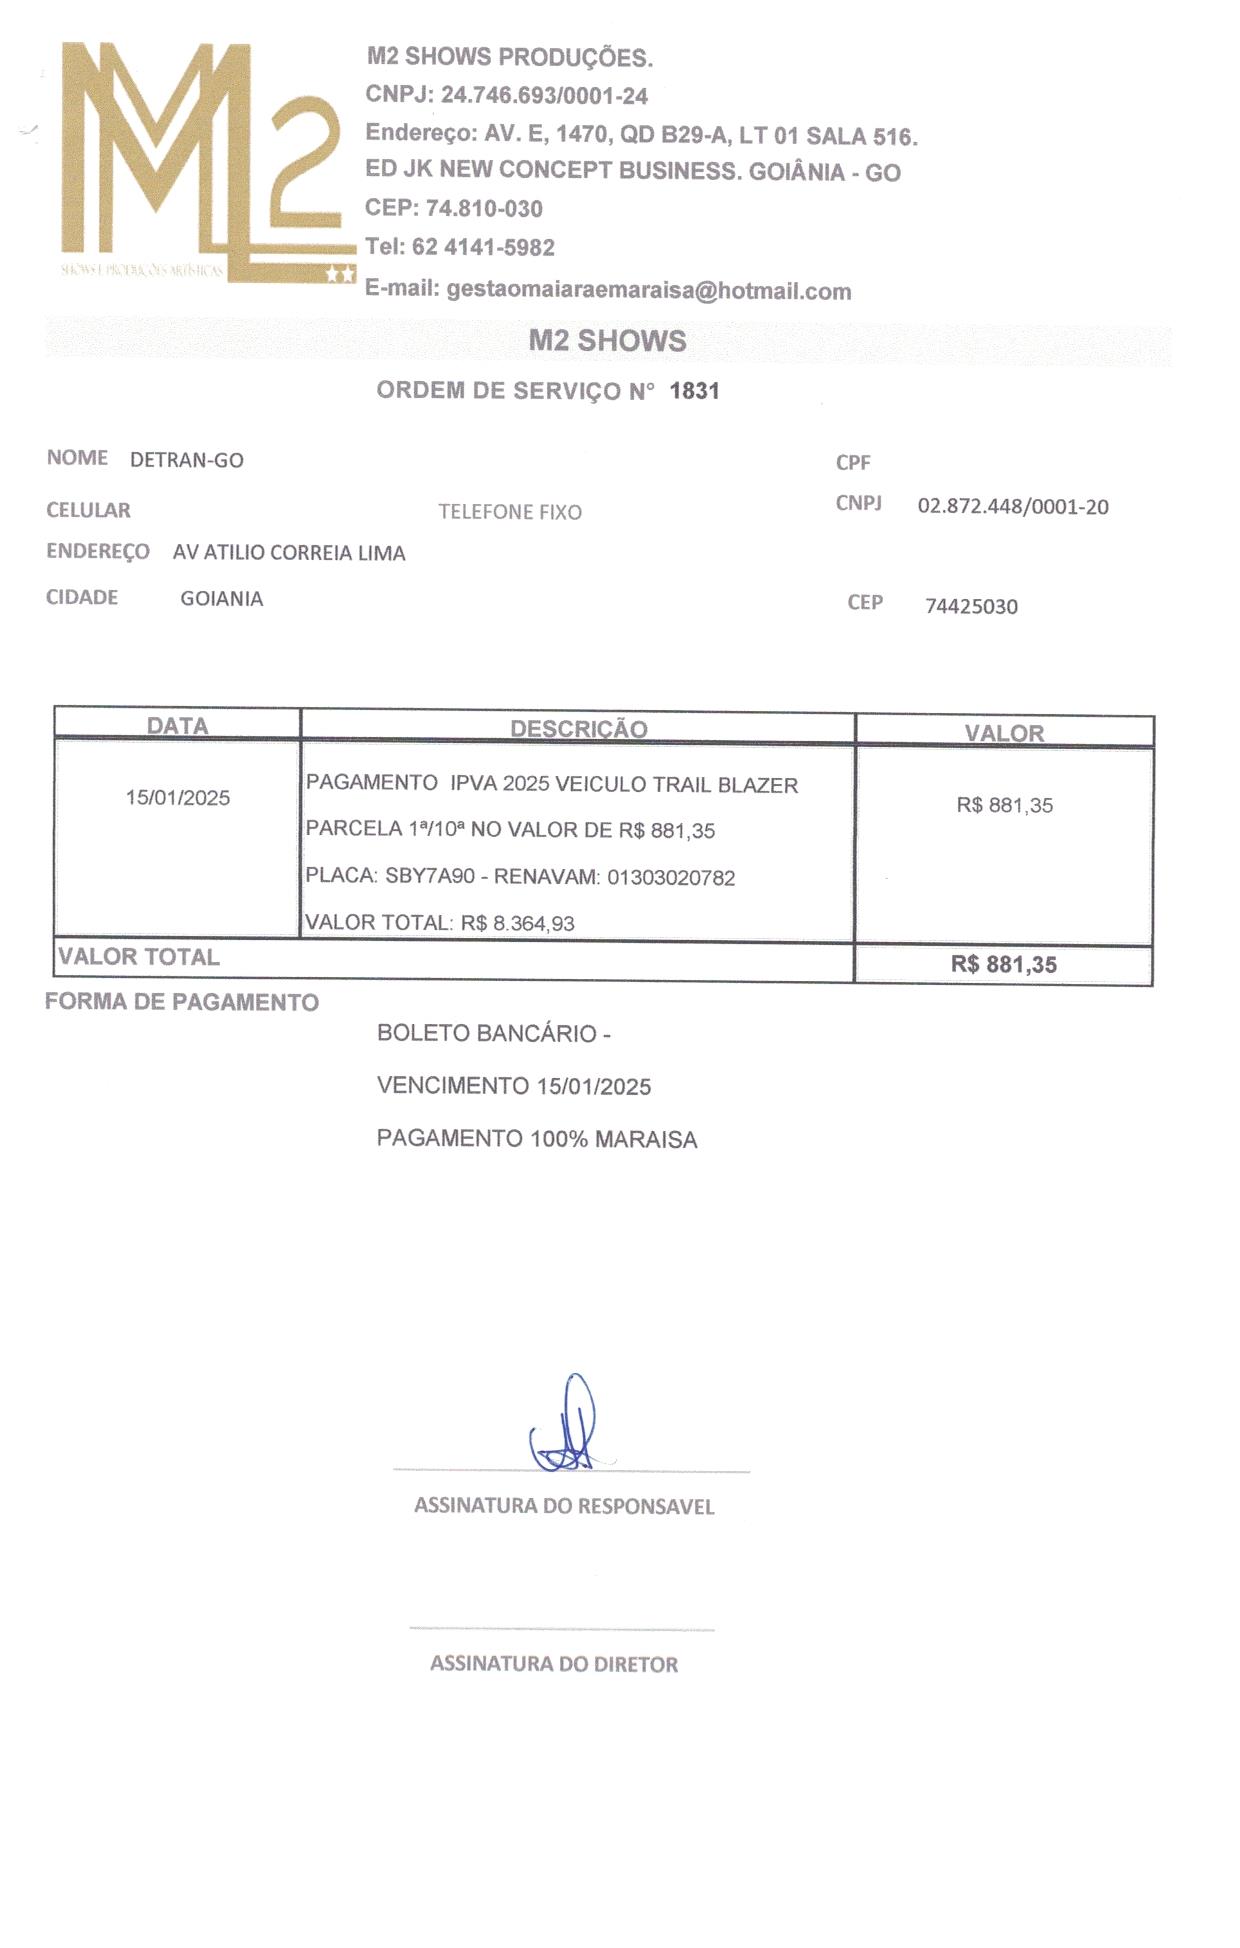 M2 SHOWS PRODUÇÕES.
CNPJ: 24.746.693/0001-24
Endereço: AV. E, 1470, QD B29-A, LT 01 SALA 516.
ED JK NEW CONCEPT BUSINESS. GOIÂNIA - GO
CEP: 74.810-030
Tel: 62 4141-5982
E-mail: gestaomaiaraemaraisa@hotmail.com
M2
SHOWS E PRODUÇÕES ARTÍSTICAS
M2 SHOWS
ORDEM DE SERVIÇO N° 1831
NOME DETRAN-GO CPF
CELULAR TELEFONE FIXO CNPJ 02.872.448/0001-20
ENDEREÇO AV ATILIO CORREIA LIMA
CIDADE GOIANIA CEP 74425030
DATA DESCRIÇÃO VALOR
15/01/2025 PAGAMENTO IPVA 2025 VEICULO TRAIL BLAZER R$ 881,35
PARCELA 1ª/10ª NO VALOR DE R$ 881,35
PLACA: SBY7A90 - RENAVAM: 01303020782
VALOR TOTAL: R$ 8.364,93
VALOR TOTAL R$ 881,35
FORMA DE PAGAMENTO
BOLETO BANCÁRIO -
VENCIMENTO 15/01/2025
PAGAMENTO 100% MARAISA
ASSINATURA DO RESPONSAVEL
ASSINATURA DO DIRETOR